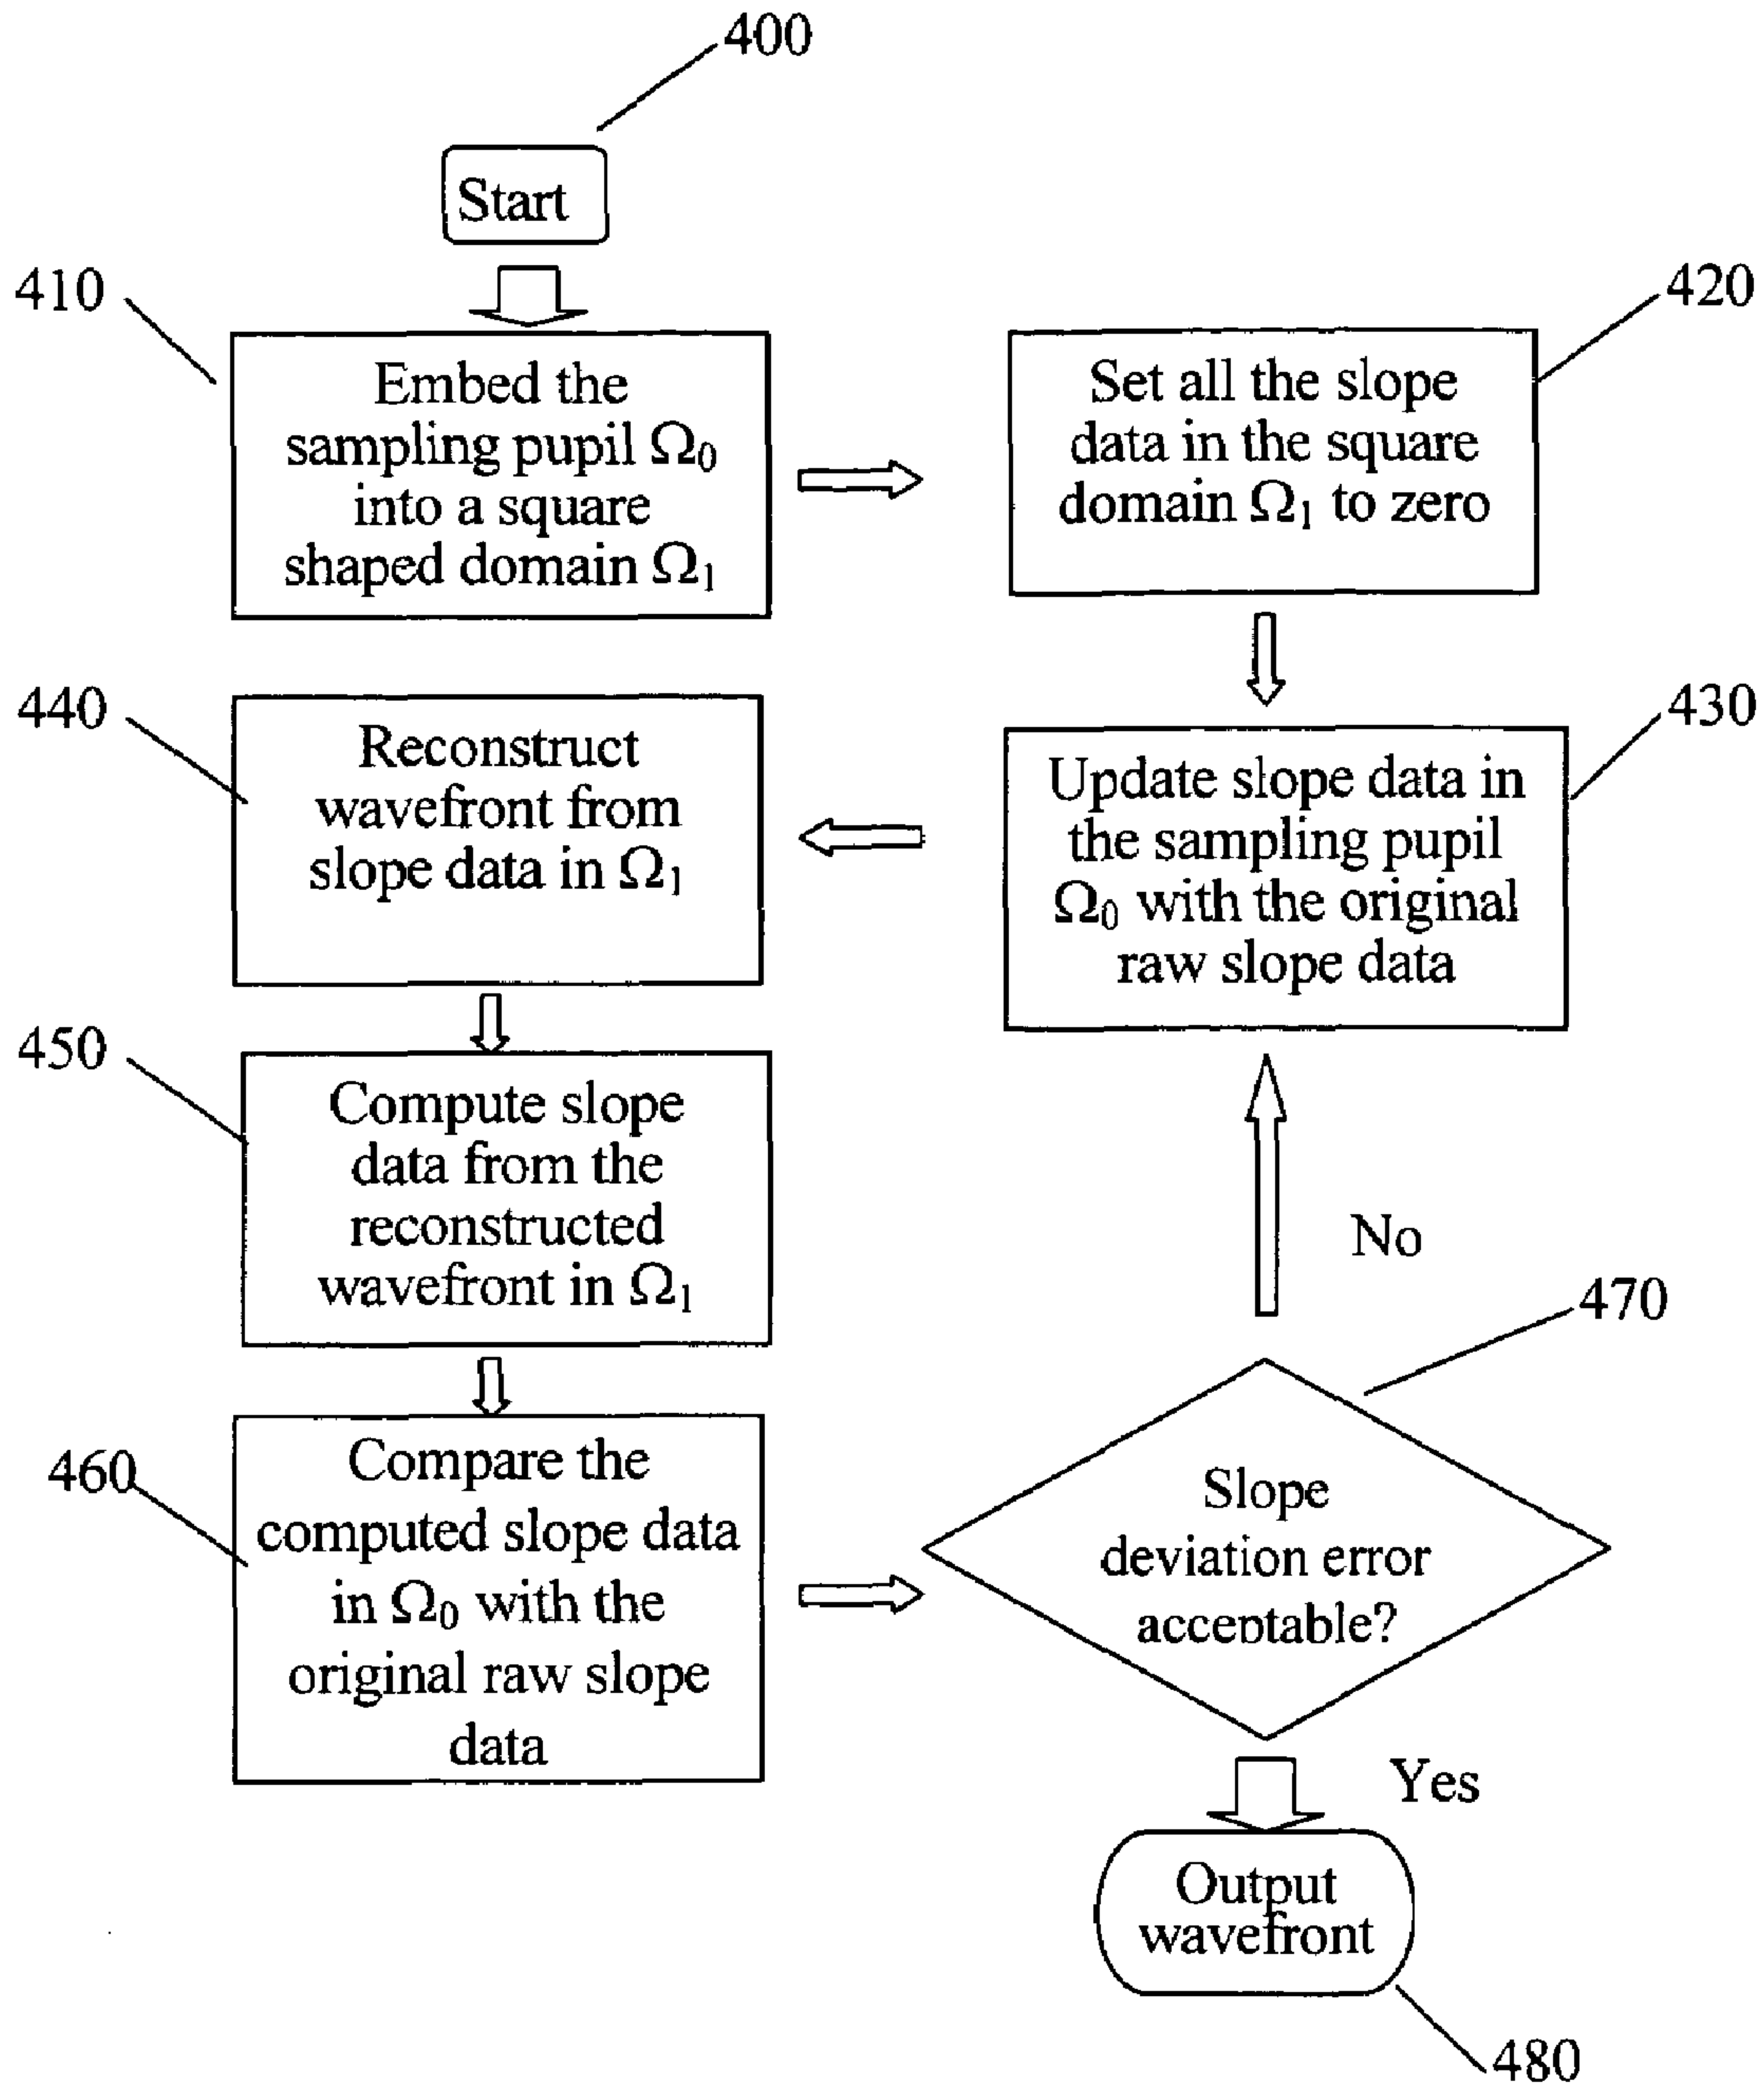 400
Start
410
Embed the
sampling pupil Ω₀
into a square
shaped domain Ω₁
420
Set all the slope
data in the square
domain Ω₁ to zero
430
Update slope data in
the sampling pupil
Ω₀ with the original
raw slope data
440
Reconstruct
wavefront from
slope data in Ω₁
450
Compute slope
data from the
reconstructed
wavefront in Ω₁
460
Compare the
computed slope data
in Ω₀ with the
original raw slope
data
470
Slope
deviation error
acceptable?
No
Yes
Output
wavefront
480